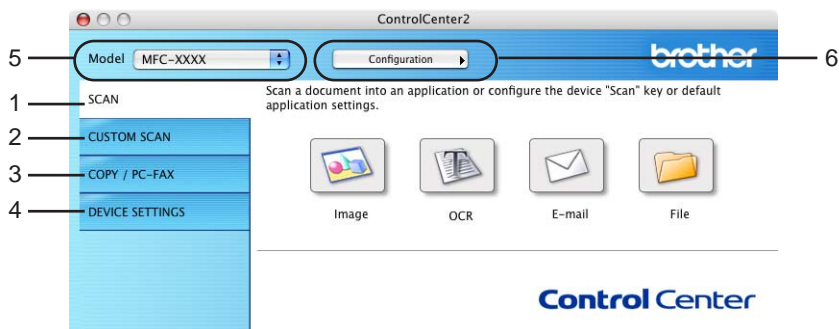 ControlCenter2
5
Model MFC-XXXX
Configuration
brother
6
1
SCAN
Scan a document into an application or configure the device "Scan" key or default
application settings.
2
CUSTOM SCAN
3
COPY / PC-FAX
4
DEVICE SETTINGS
Image
OCR
E-mail
File
Control Center